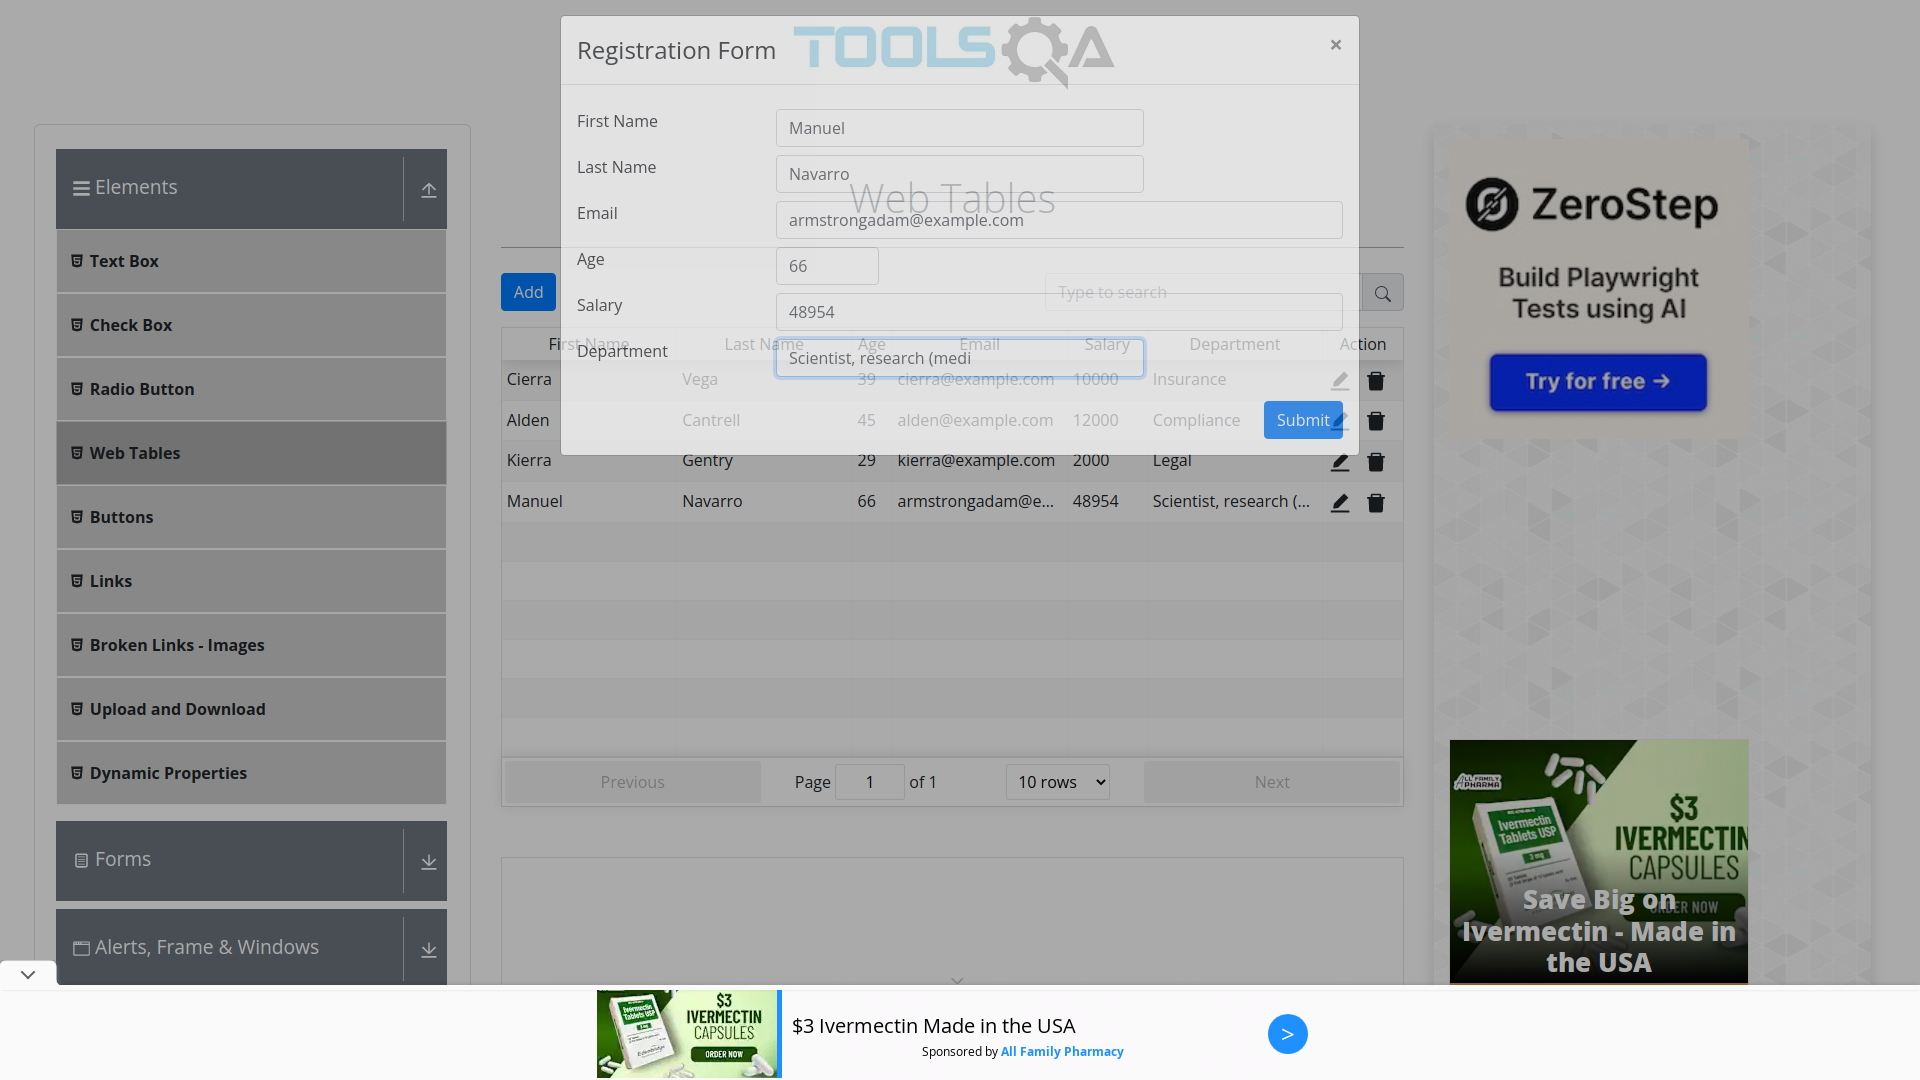 Registration Form
TOOLSQA
×
First Name
Manuel
Last Name
Navarro
Web Tables
Email
armstrongadam@example.com
Age
66
Salary
48954
Department
Scientist, research (medi
Submit
Elements
Text Box
Check Box
Radio Button
Web Tables
Buttons
Links
Broken Links - Images
Upload and Download
Dynamic Properties
Forms
Alerts, Frame & Windows
Add
Type to search
First Name Last Name Age Email Salary Department Action
Cierra Vega 39 cierra@example.com 10000 Insurance
Alden Cantrell 45 alden@example.com 12000 Compliance
Kierra Gentry 29 kierra@example.com 2000 Legal
Manuel Navarro 66 armstrongadam@e... 48954 Scientist, research (...
Previous
Page 1 of 1
10 rows
Next
ZeroStep
Build Playwright
Tests using AI
Try for free →
ALL FAMILY
PHARMA
Ivermectin
Tablets USP
3 mg
$3
IVERMECTIN
CAPSULES
ORDER NOW
Save Big on
Ivermectin - Made in
the USA
Ivermectin
Tablets USP
$3
IVERMECTIN
CAPSULES
ORDER NOW
$3 Ivermectin Made in the USA
Sponsored by All Family Pharmacy
>